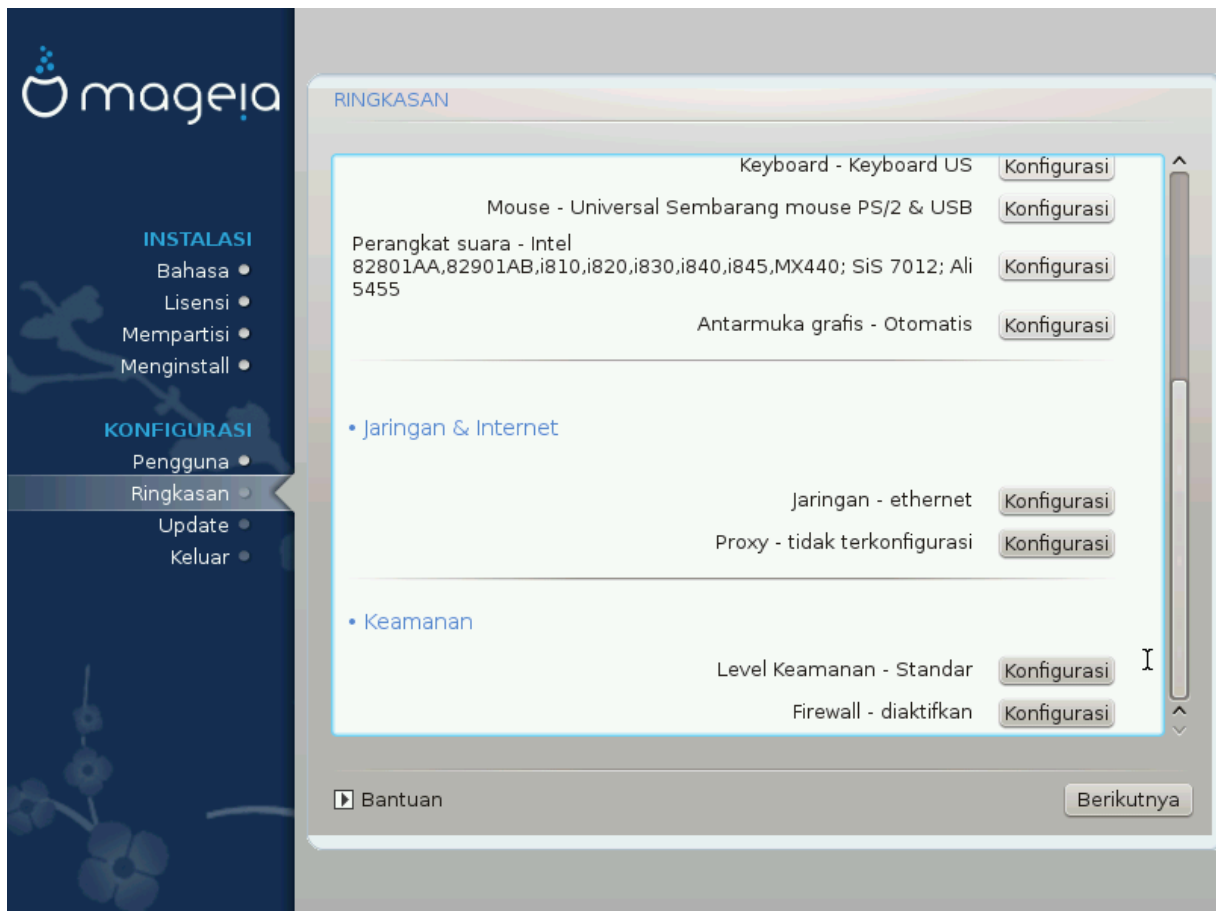 mageia
INSTALASI
Bahasa
Lisensi
Mempartisi
Menginstall
KONFIGURASI
Pengguna
Ringkasan
Update
Keluar
RINGKASAN
Keyboard - Keyboard US Konfigurasi
Mouse - Universal Sembarang mouse PS/2 & USB Konfigurasi
Perangkat suara - Intel
82801AA,82901AB,i810,i820,i830,i840,i845,MX440; SiS 7012; Ali Konfigurasi
5455
Antarmuka grafis - Otomatis Konfigurasi
• Jaringan & Internet
Jaringan - ethernet Konfigurasi
Proxy - tidak terkonfigurasi Konfigurasi
• Keamanan
Level Keamanan - Standar Konfigurasi
Firewall - diaktifkan Konfigurasi
Bantuan
Berikutnya